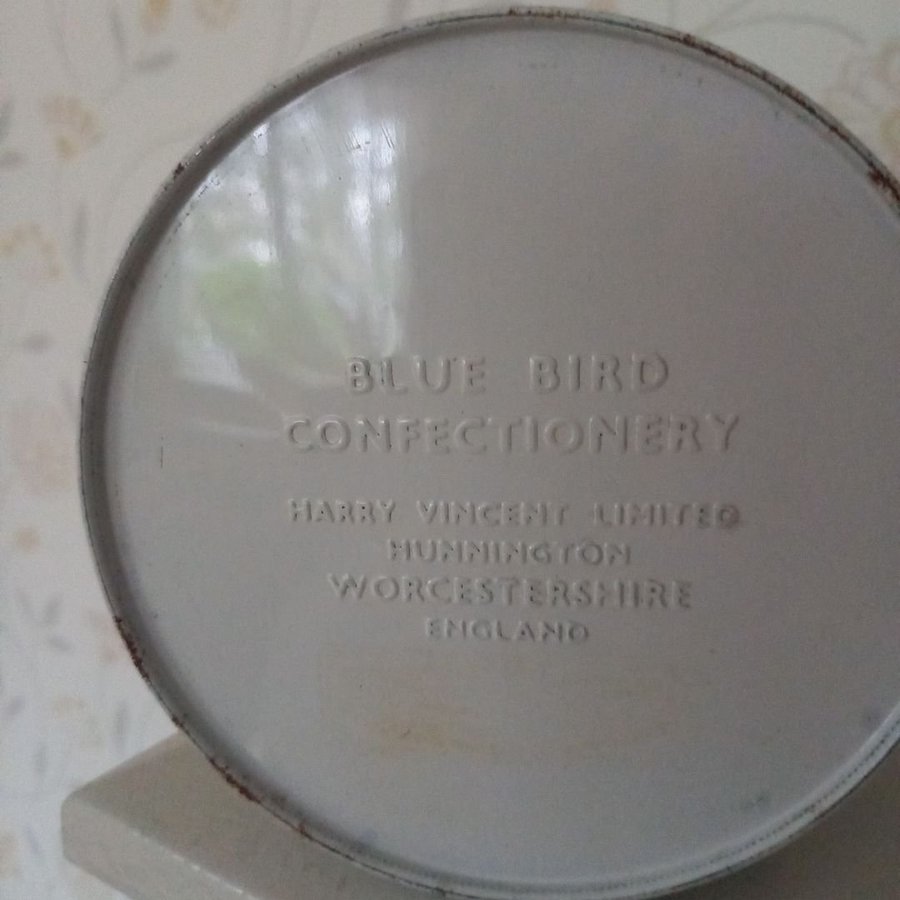 BLUE BIRD
CONFECTIONERY
HARRY VINCENT LIMITED
HUNNINGTON
WORCESTERSHIRE
ENGLAND